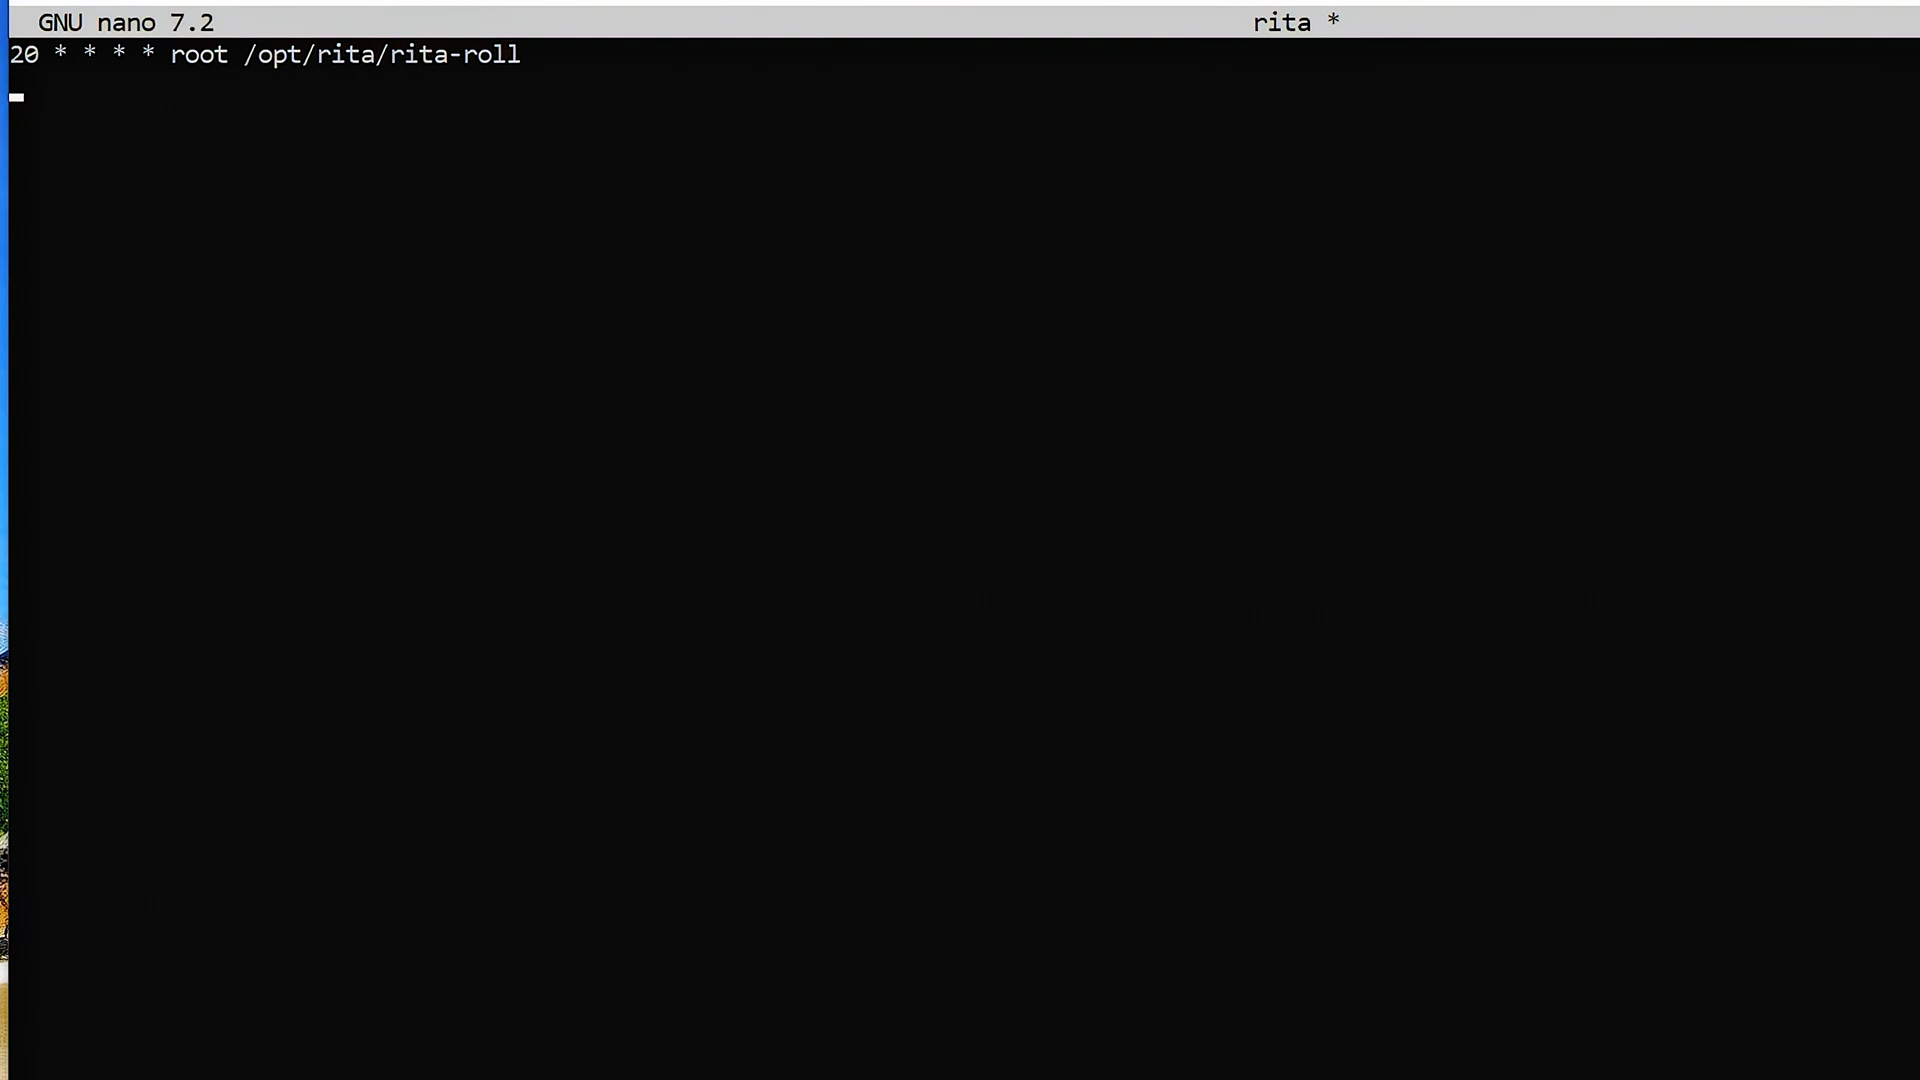 GNU nano 7.2 rita *
20 * * * * root /opt/rita/rita-roll